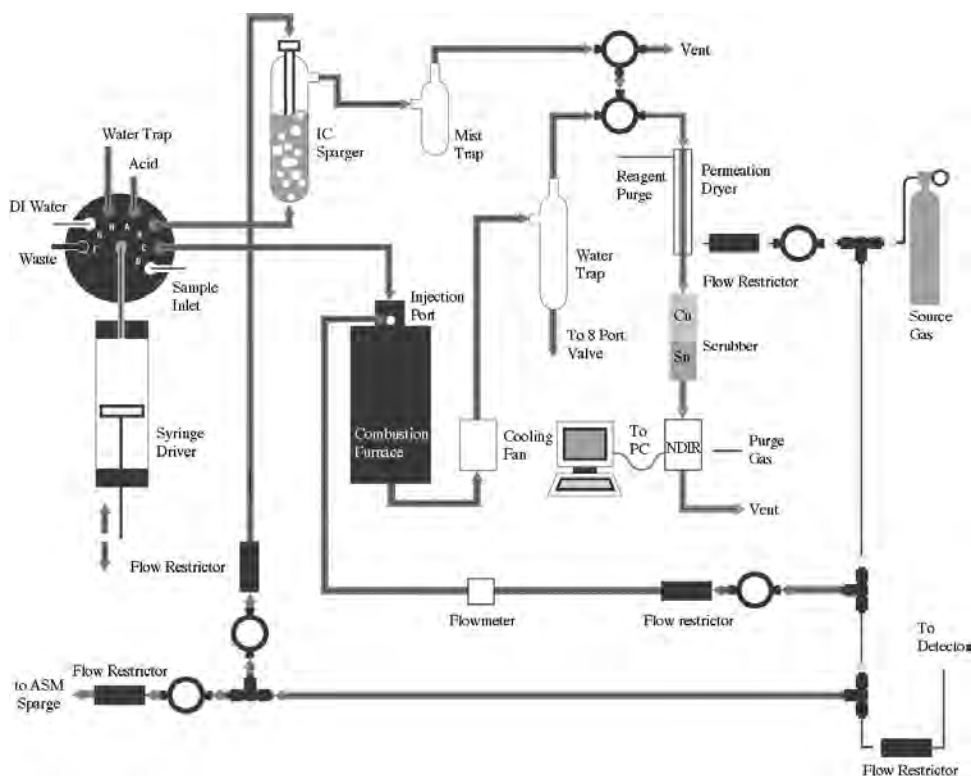 Vent
Water Trap
Acid
IC
Sparger
Mist
Trap
DI Water
Waste
Sample
Inlet
Reagent
Purge
Permeation
Dryer
Water
Trap
Flow Restrictor
Source
Gas
Injection
Port
To 8 Port
Valve
Cu
Sn
Scrubber
Syringe
Driver
Combustion
Furnace
Cooling
Fan
To
PC
NDIR
Purge
Gas
Vent
Flow Restrictor
Flowmeter
Flow restrictor
To
Detector
Flow Restrictor
to ASM
Sparge
Flow Restrictor